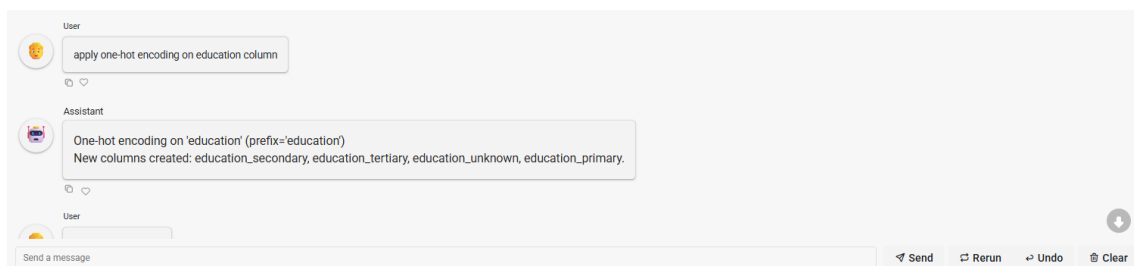 User
apply one-hot encoding on education column
Assistant
One-hot encoding on 'education' (prefix='education')
New columns created: education_secondary, education_tertiary, education_unknown, education_primary.
User
Send a message
Send
Rerun
Undo
Clear